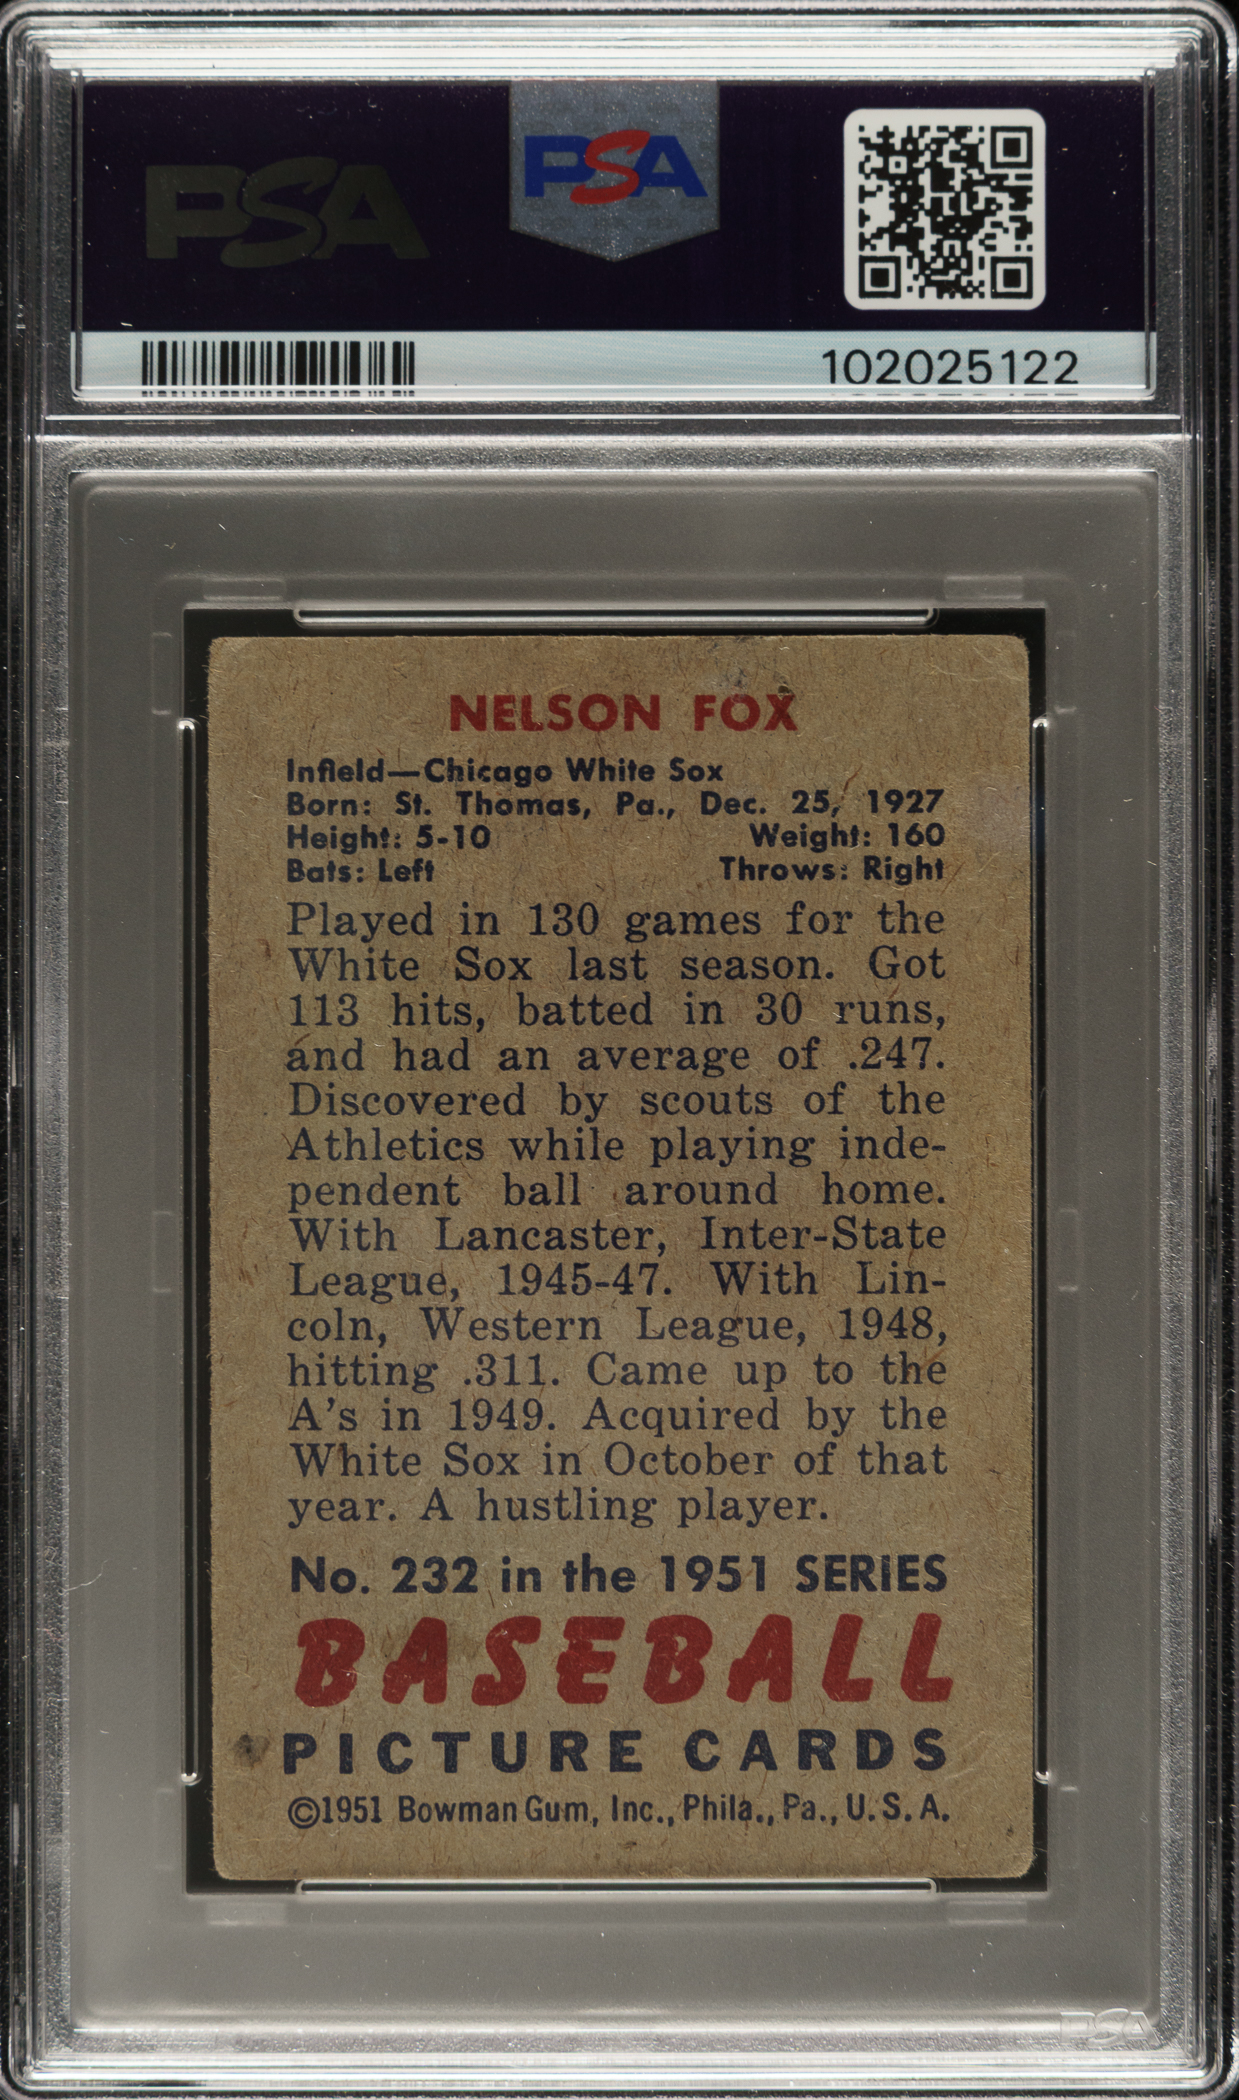 PSA
PSA
102025122
NELSON FOX
Infield—Chicago White Sox
Born: St. Thomas, Pa., Dec. 25, 1927
Height: 5-10 Weight: 160
Bats: Left Throws: Right
Played in 130 games for the
White Sox last season. Got
113 hits, batted in 30 runs,
and had an average of .247.
Discovered by scouts of the
Athletics while playing inde-
pendent ball around home.
With Lancaster, Inter-State
League, 1945-47. With Lin-
coln, Western League, 1948,
hitting .311. Came up to the
A's in 1949. Acquired by the
White Sox in October of that
year. A hustling player.
No. 232 in the 1951 SERIES
BASEBALL
PICTURE CARDS
©1951 Bowman Gum, Inc., Phila., Pa., U.S.A.
PSA